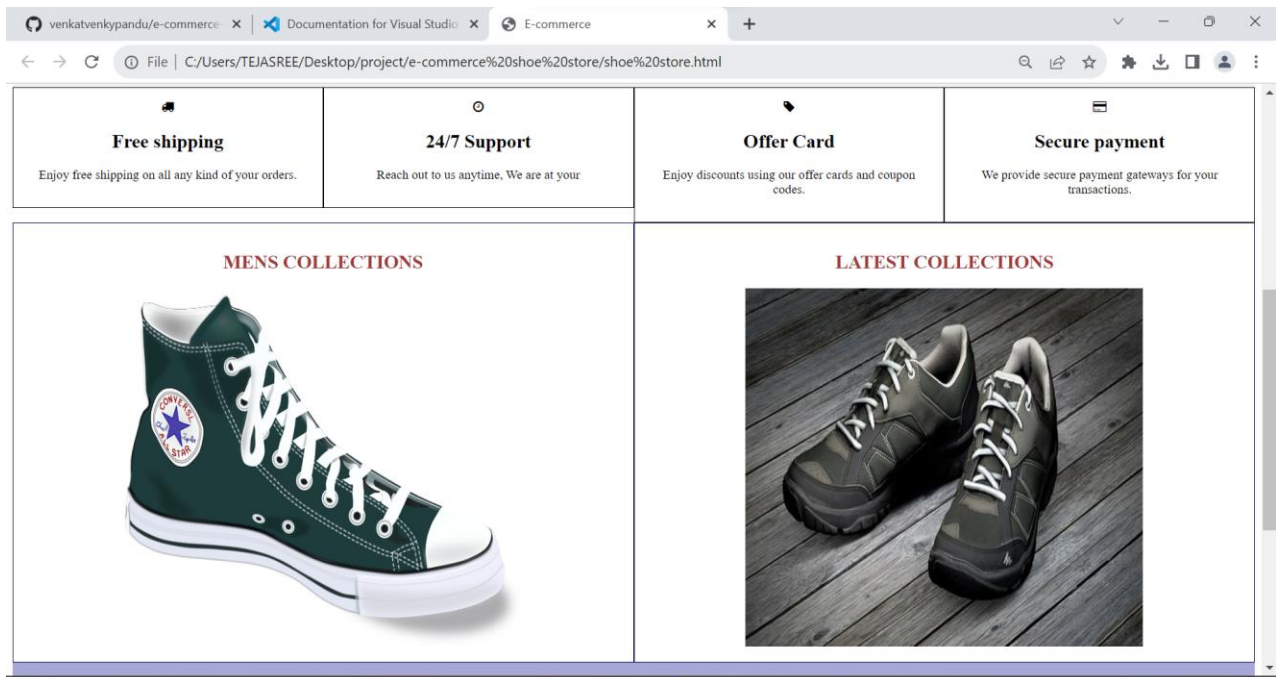 venkatvenkypandu/e-commerce-
Documentation for Visual Studio
E-commerce
File | C:/Users/TEJASREE/Desktop/project/e-commerce%20shoe%20store/shoe%20store.html
Free shipping
Enjoy free shipping on all any kind of your orders.
24/7 Support
Reach out to us anytime, We are at your
Offer Card
Enjoy discounts using our offer cards and coupon
codes.
Secure payment
We provide secure payment gateways for your
transactions.
MENS COLLECTIONS
LATEST COLLECTIONS
ALL STAR